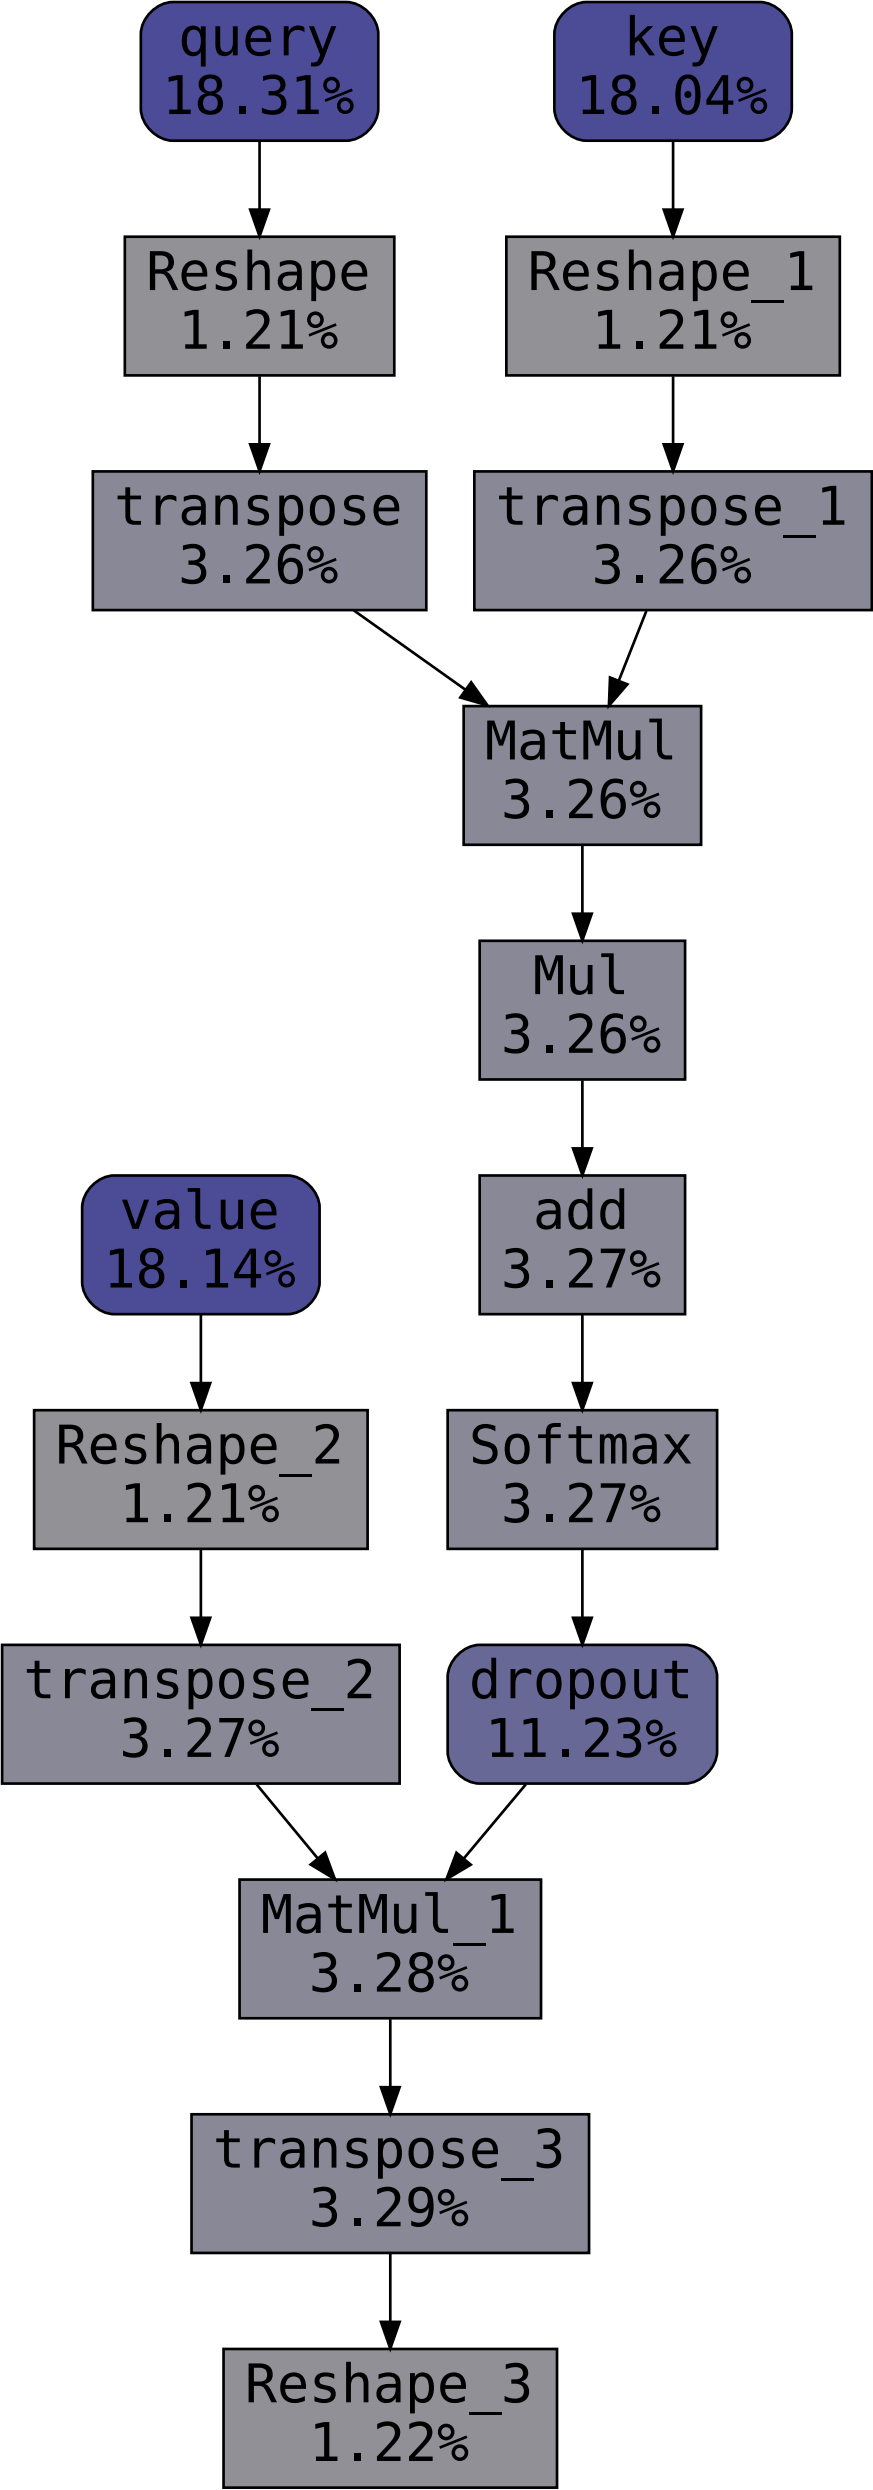 query
18.31%
key
18.04%
Reshape
1.21%
Reshape_1
1.21%
transpose
3.26%
transpose_1
3.26%
MatMul
3.26%
Mul
3.26%
value
18.14%
add
3.27%
Reshape_2
1.21%
Softmax
3.27%
transpose_2
3.27%
dropout
11.23%
MatMul_1
3.28%
transpose_3
3.29%
Reshape_3
1.22%